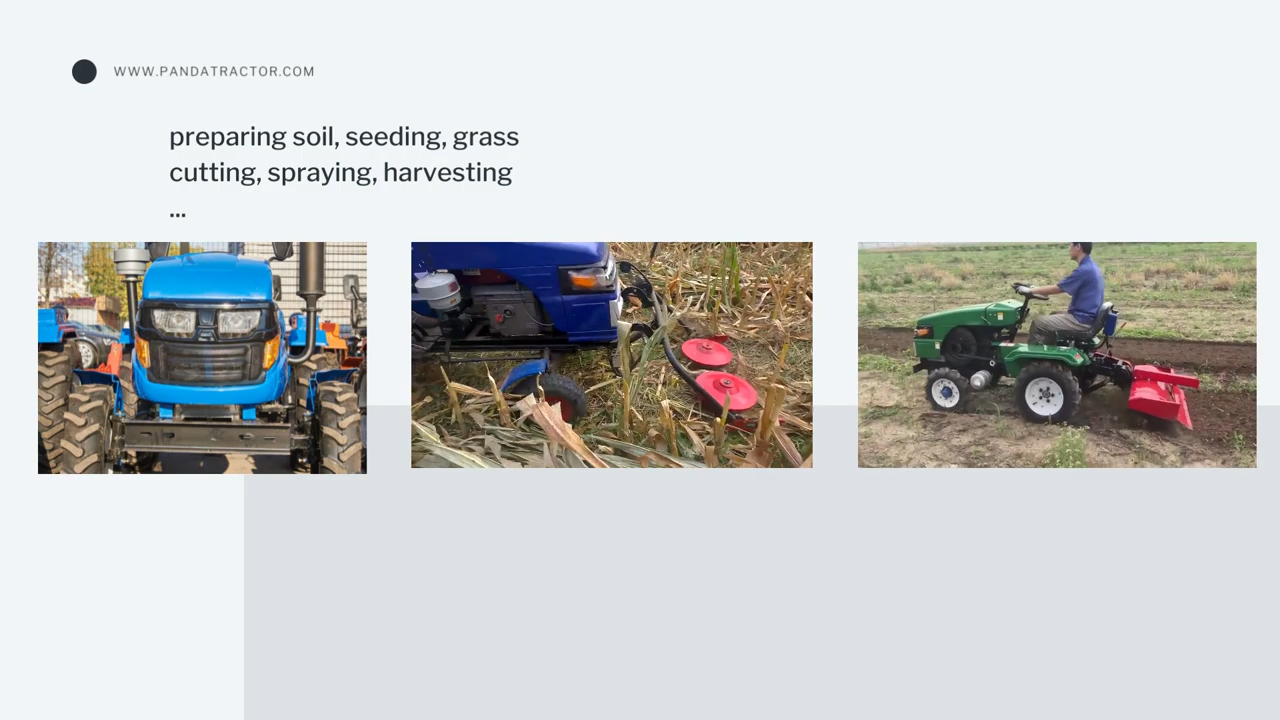 WWW.PANDATRACTOR.COM
preparing soil, seeding, grass
cutting, spraying, harvesting
...